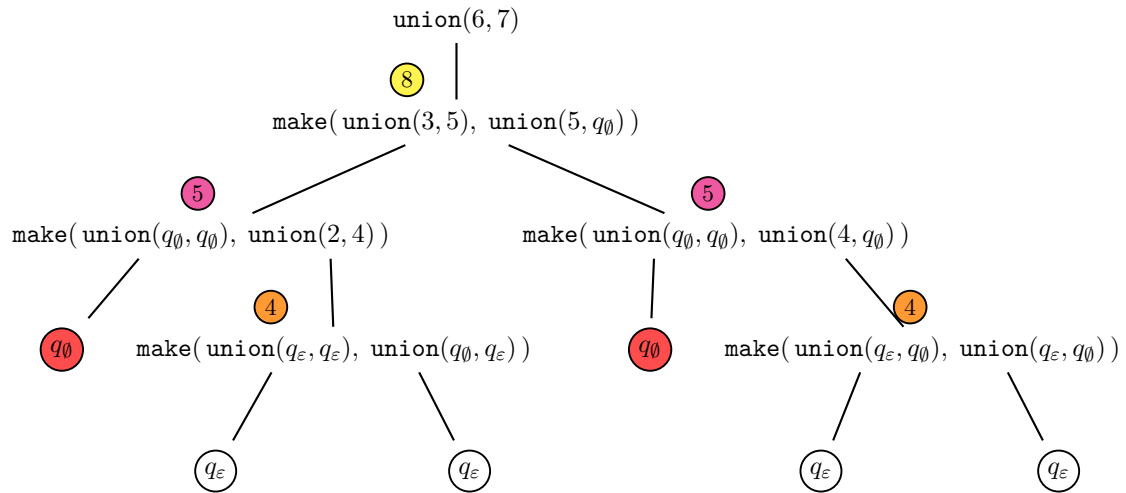 union(6, 7)
8
make( union(3, 5), union(5, q∅) )
5 5
make( union(q∅, q∅), union(2, 4) ) make( union(q∅, q∅), union(4, q∅) )
4 4
q∅ make( union(qε, qε), union(q∅, qε) ) q∅ make( union(qε, q∅), union(qε, q∅) )
qε qε qε qε